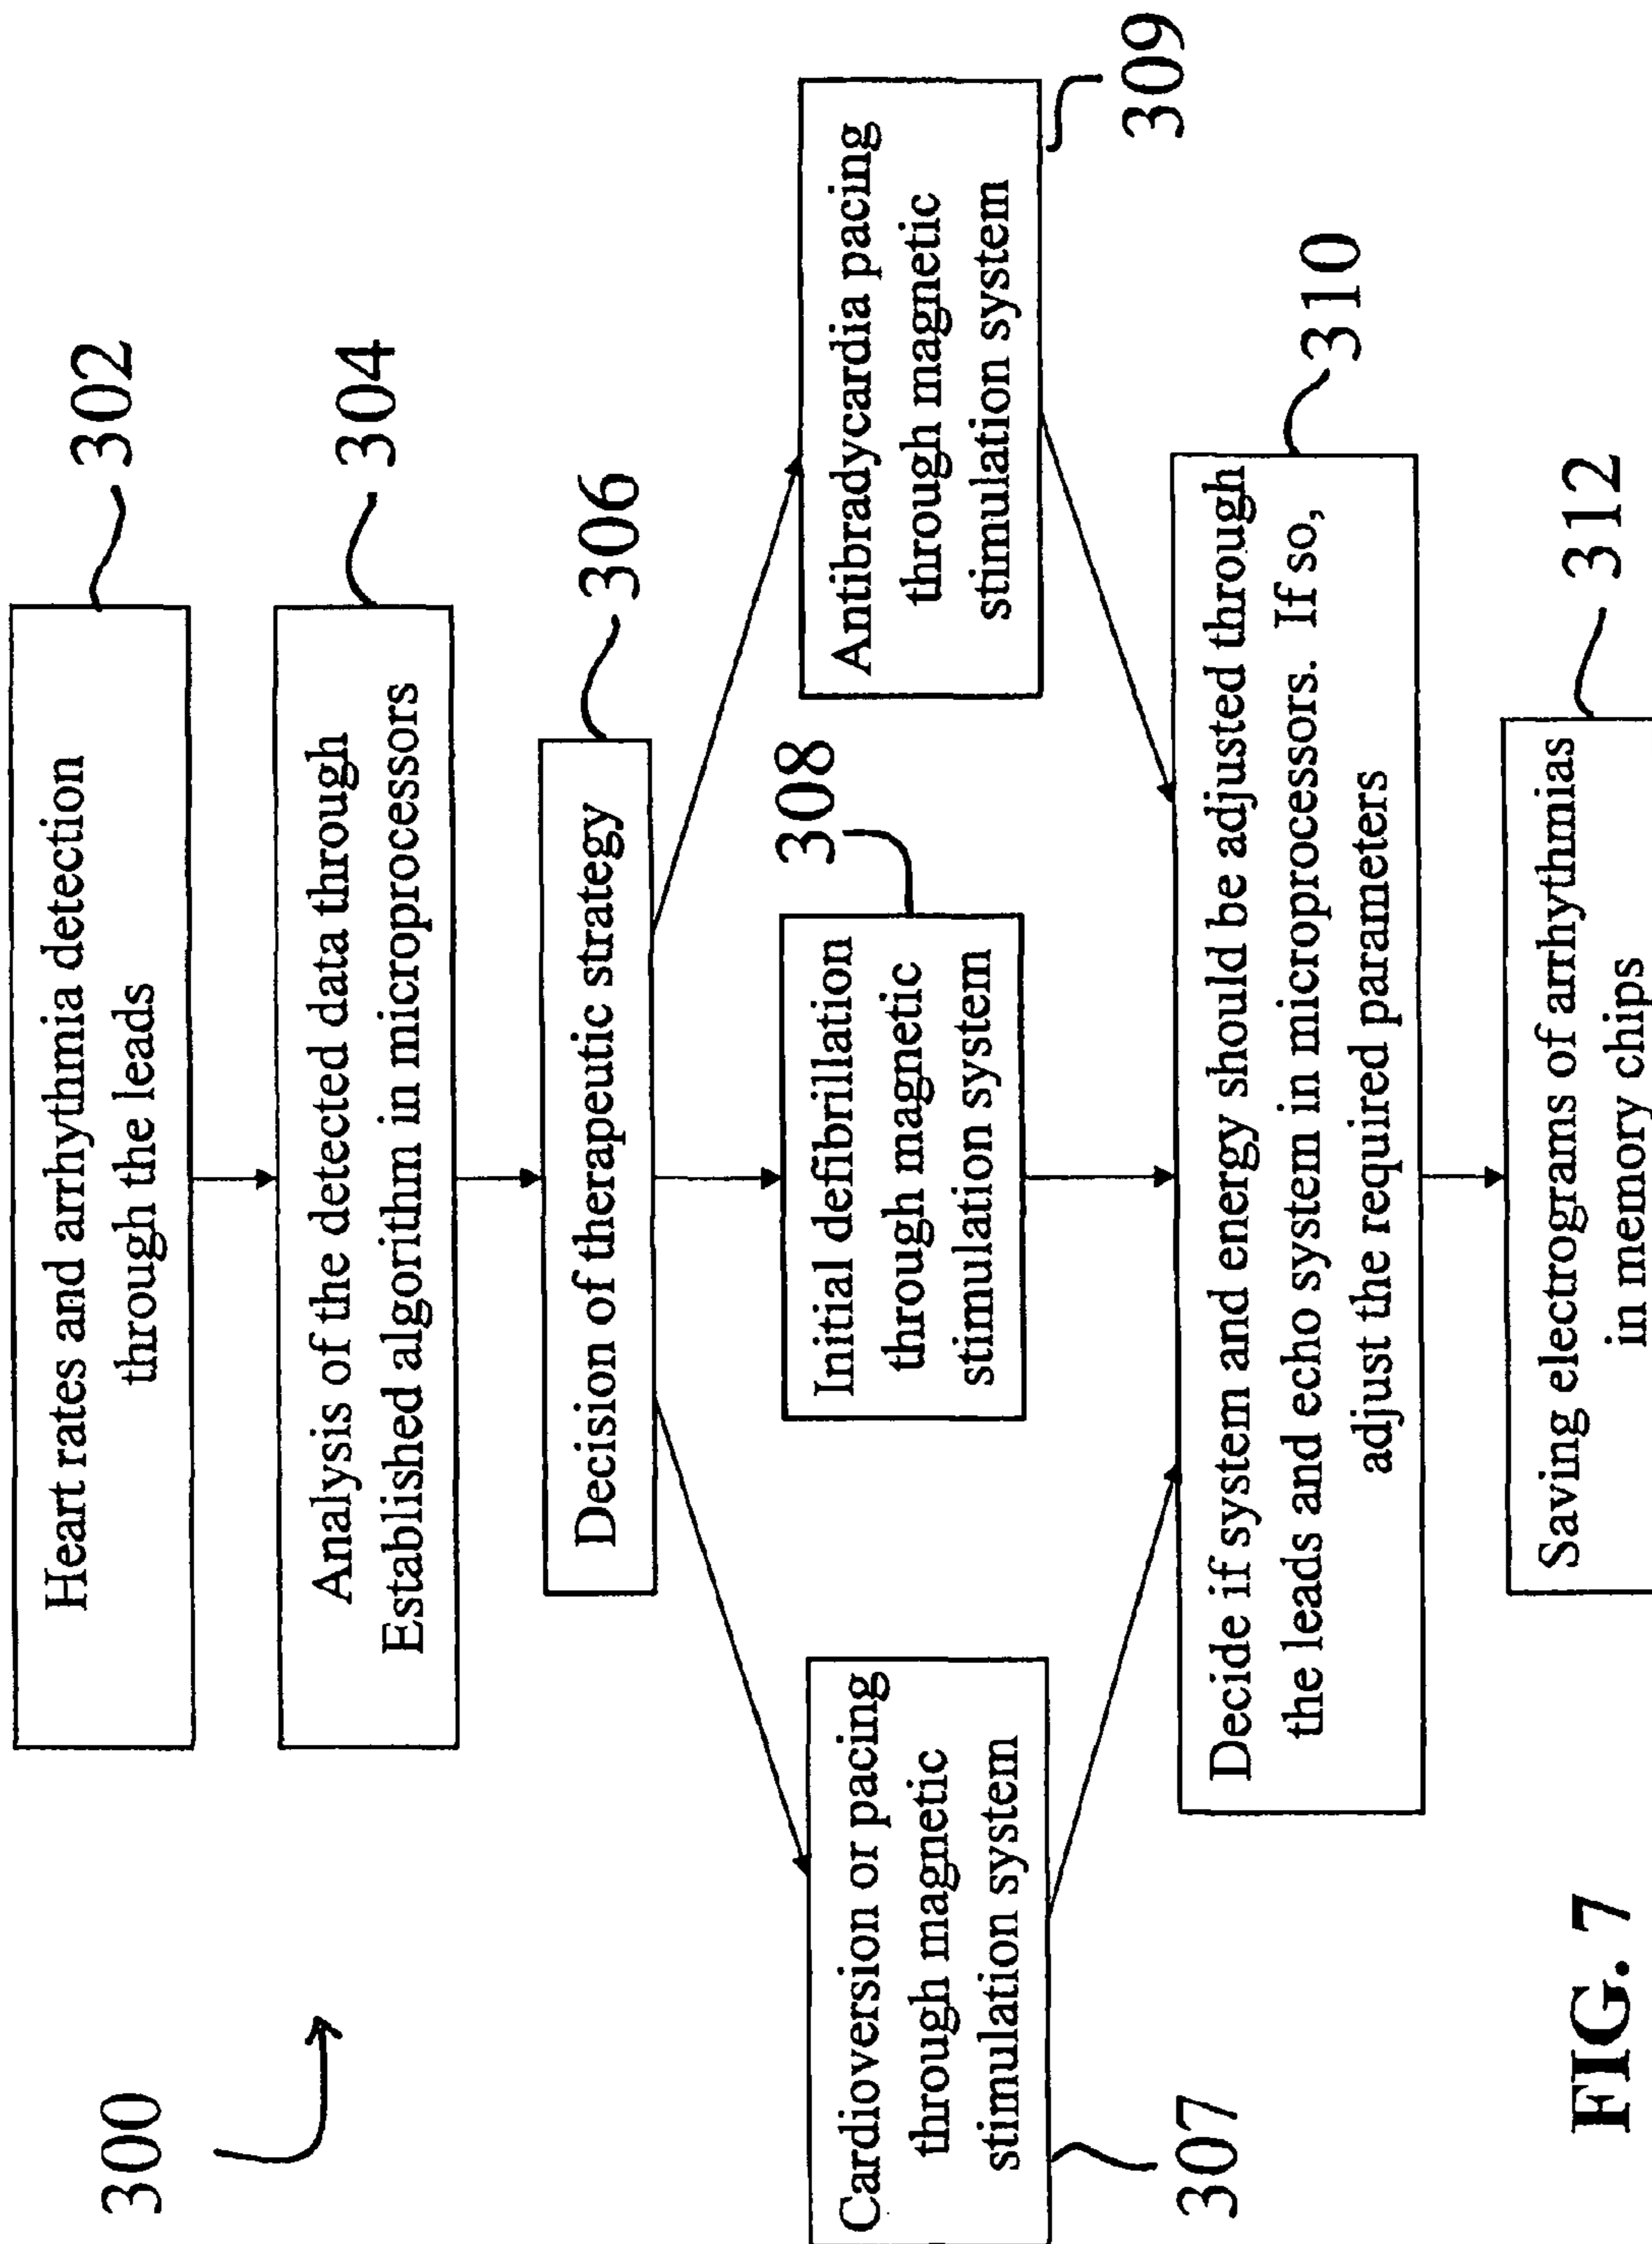 300
Heart rates and arrhythmia detection
through the leads
302
Analysis of the detected data through
Established algorithm in microprocessors
304
Decision of therapeutic strategy
306
Cardioversion or pacing
through magnetic
stimulation system
307
Initial defibrillation
through magnetic
stimulation system
308
Antibradycardia pacing
through magnetic
stimulation system
309
Decide if system and energy should be adjusted through
the leads and echo system in microprocessors. If so,
adjust the required parameters
310
Saving electrograms of arrhythmias
in memory chips
312
FIG. 7